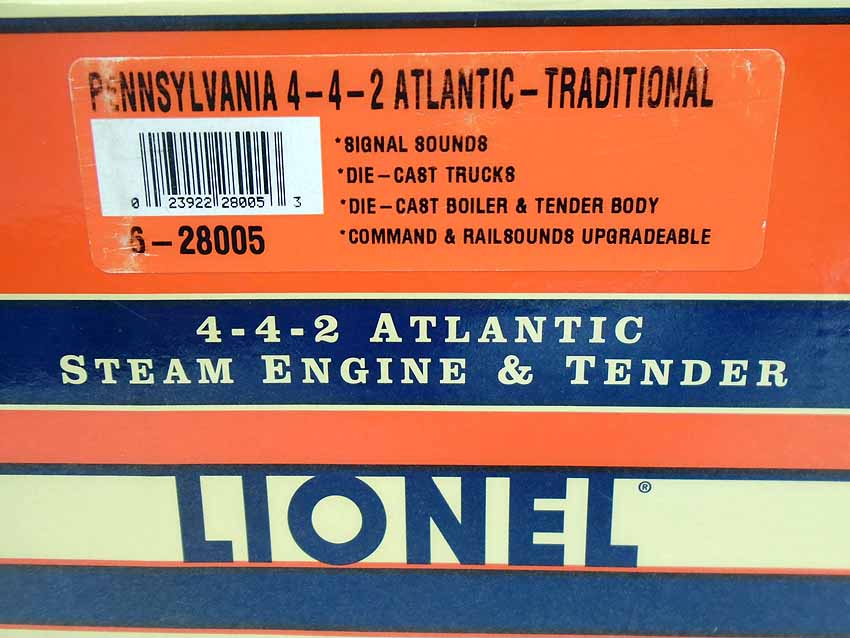 PENNSYLVANIA 4-4-2 ATLANTIC-TRADITIONAL
*SIGNAL SOUNDS
*DIE-CAST TRUCKS
*DIE-CAST BOILER & TENDER BODY
*COMMAND & RAILSOUNDS UPGRADEABLE
0 23922 28005 3
6-28005
4-4-2 ATLANTIC
STEAM ENGINE & TENDER
LIONEL®